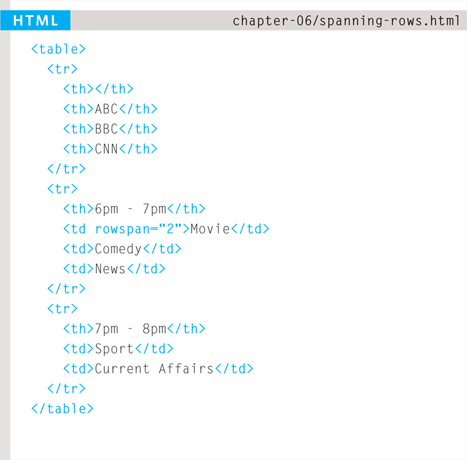 HTML chapter-06/spanning-rows.html
<table>
  <tr>
    <th></th>
    <th>ABC</th>
    <th>BBC</th>
    <th>CNN</th>
  </tr>
  <tr>
    <th>6pm - 7pm</th>
    <td rowspan="2">Movie</td>
    <td>Comedy</td>
    <td>News</td>
  </tr>
  <tr>
    <th>7pm - 8pm</th>
    <td>Sport</td>
    <td>Current Affairs</td>
  </tr>
</table>